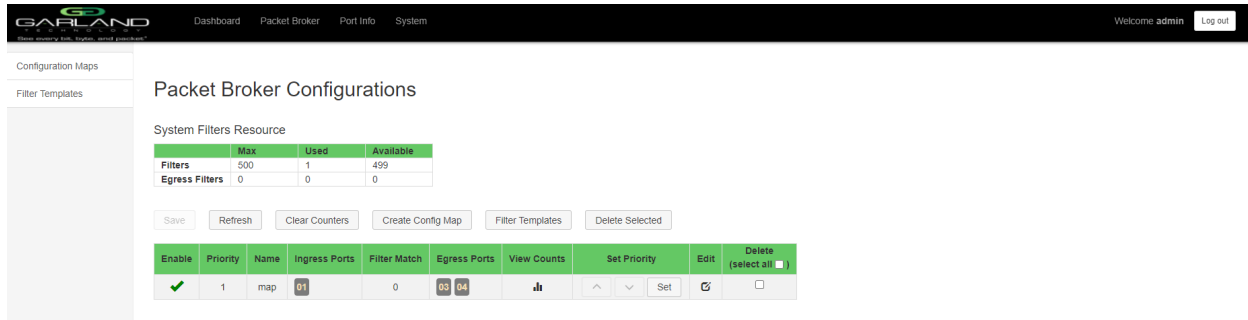 GARLAND
TECHNOLOGY
See every bit, byte, and packet®
Dashboard Packet Broker Port Info System
Welcome admin Log out
Configuration Maps
Filter Templates
Packet Broker Configurations
System Filters Resource
Max Used Available
Filters 500 1 499
Egress Filters 0 0 0
Save Refresh Clear Counters Create Config Map Filter Templates Delete Selected
Enable Priority Name Ingress Ports Filter Match Egress Ports View Counts Set Priority Edit Delete
(select all )
1 map 01 0 03 04 Set